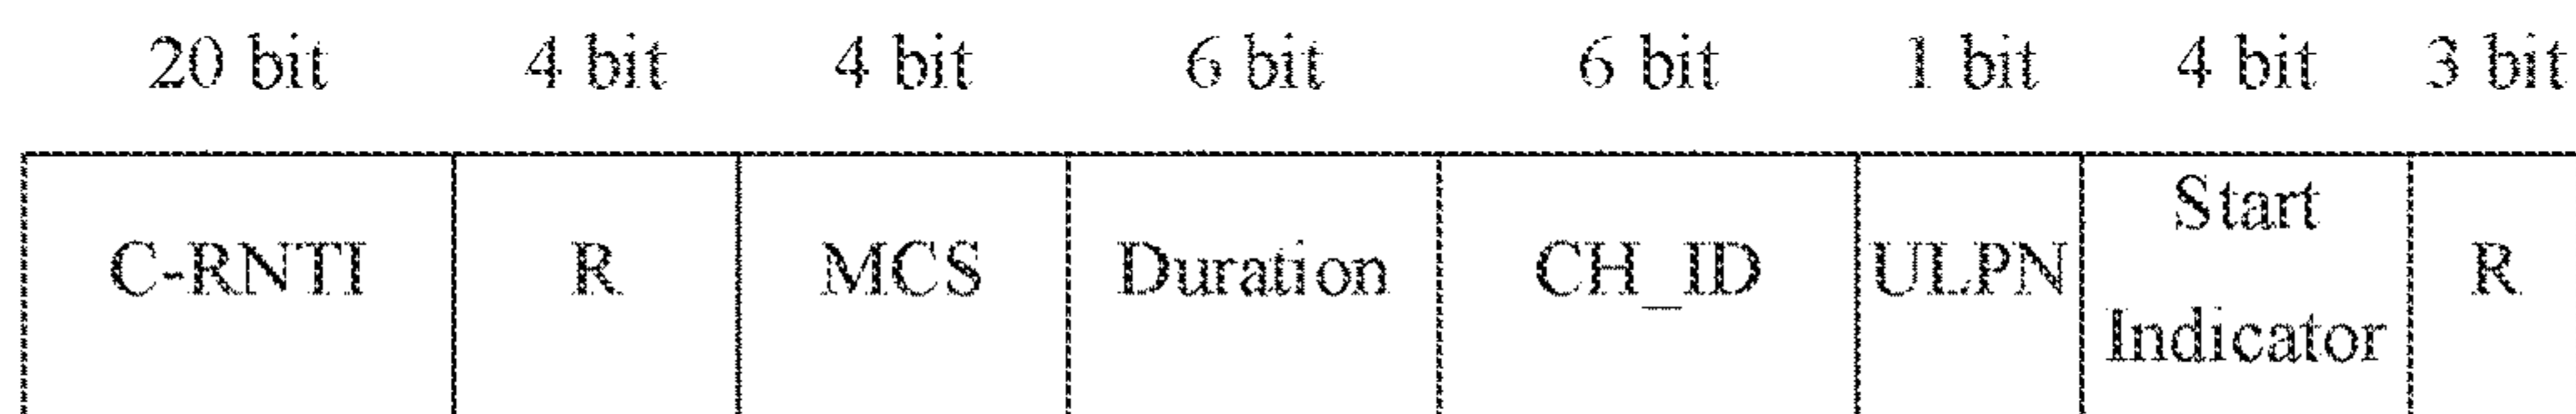 20 bit 4 bit 4 bit 6 bit 6 bit 1 bit 4 bit 3 bit
C-RNTI R MCS Duration CH_ID ULPN Start Indicator R